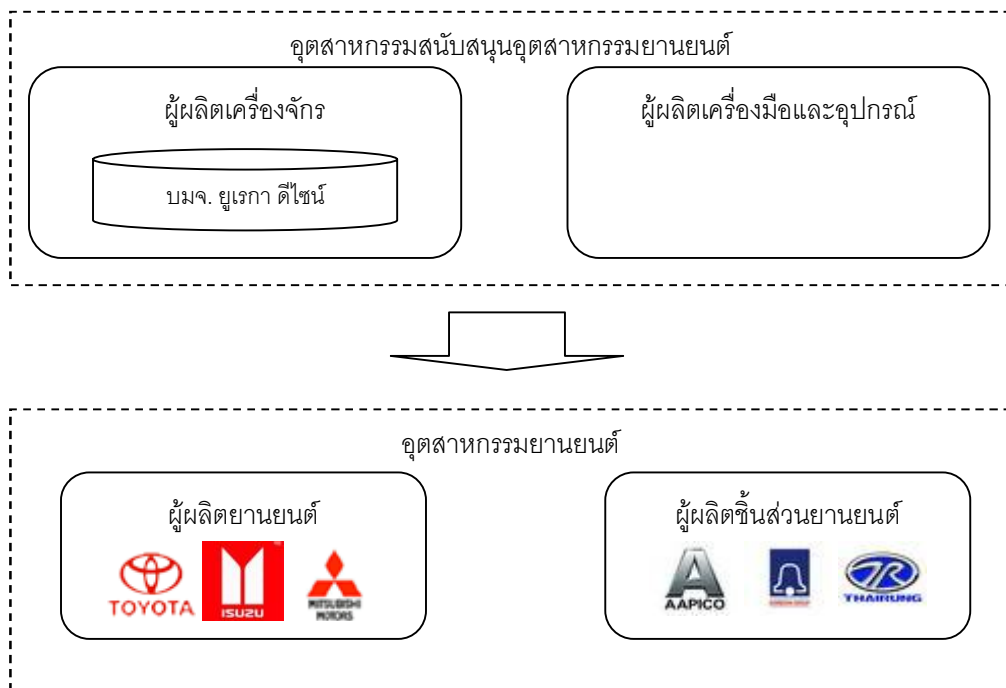 อุตสาหกรรมสนับสนุนอุตสาหกรรมยานยนต์
ผู้ผลิตเครื่องจักร
ผู้ผลิตเครื่องมือและอุปกรณ์
บมจ. ยูเรกา ดีไซน์
อุตสาหกรรมยานยนต์
ผู้ผลิตยานยนต์
ผู้ผลิตชิ้นส่วนยานยนต์
TOYOTA
ISUZU
MITSUBISHI
MOTORS
AAPICO
TR
THAIRUNG